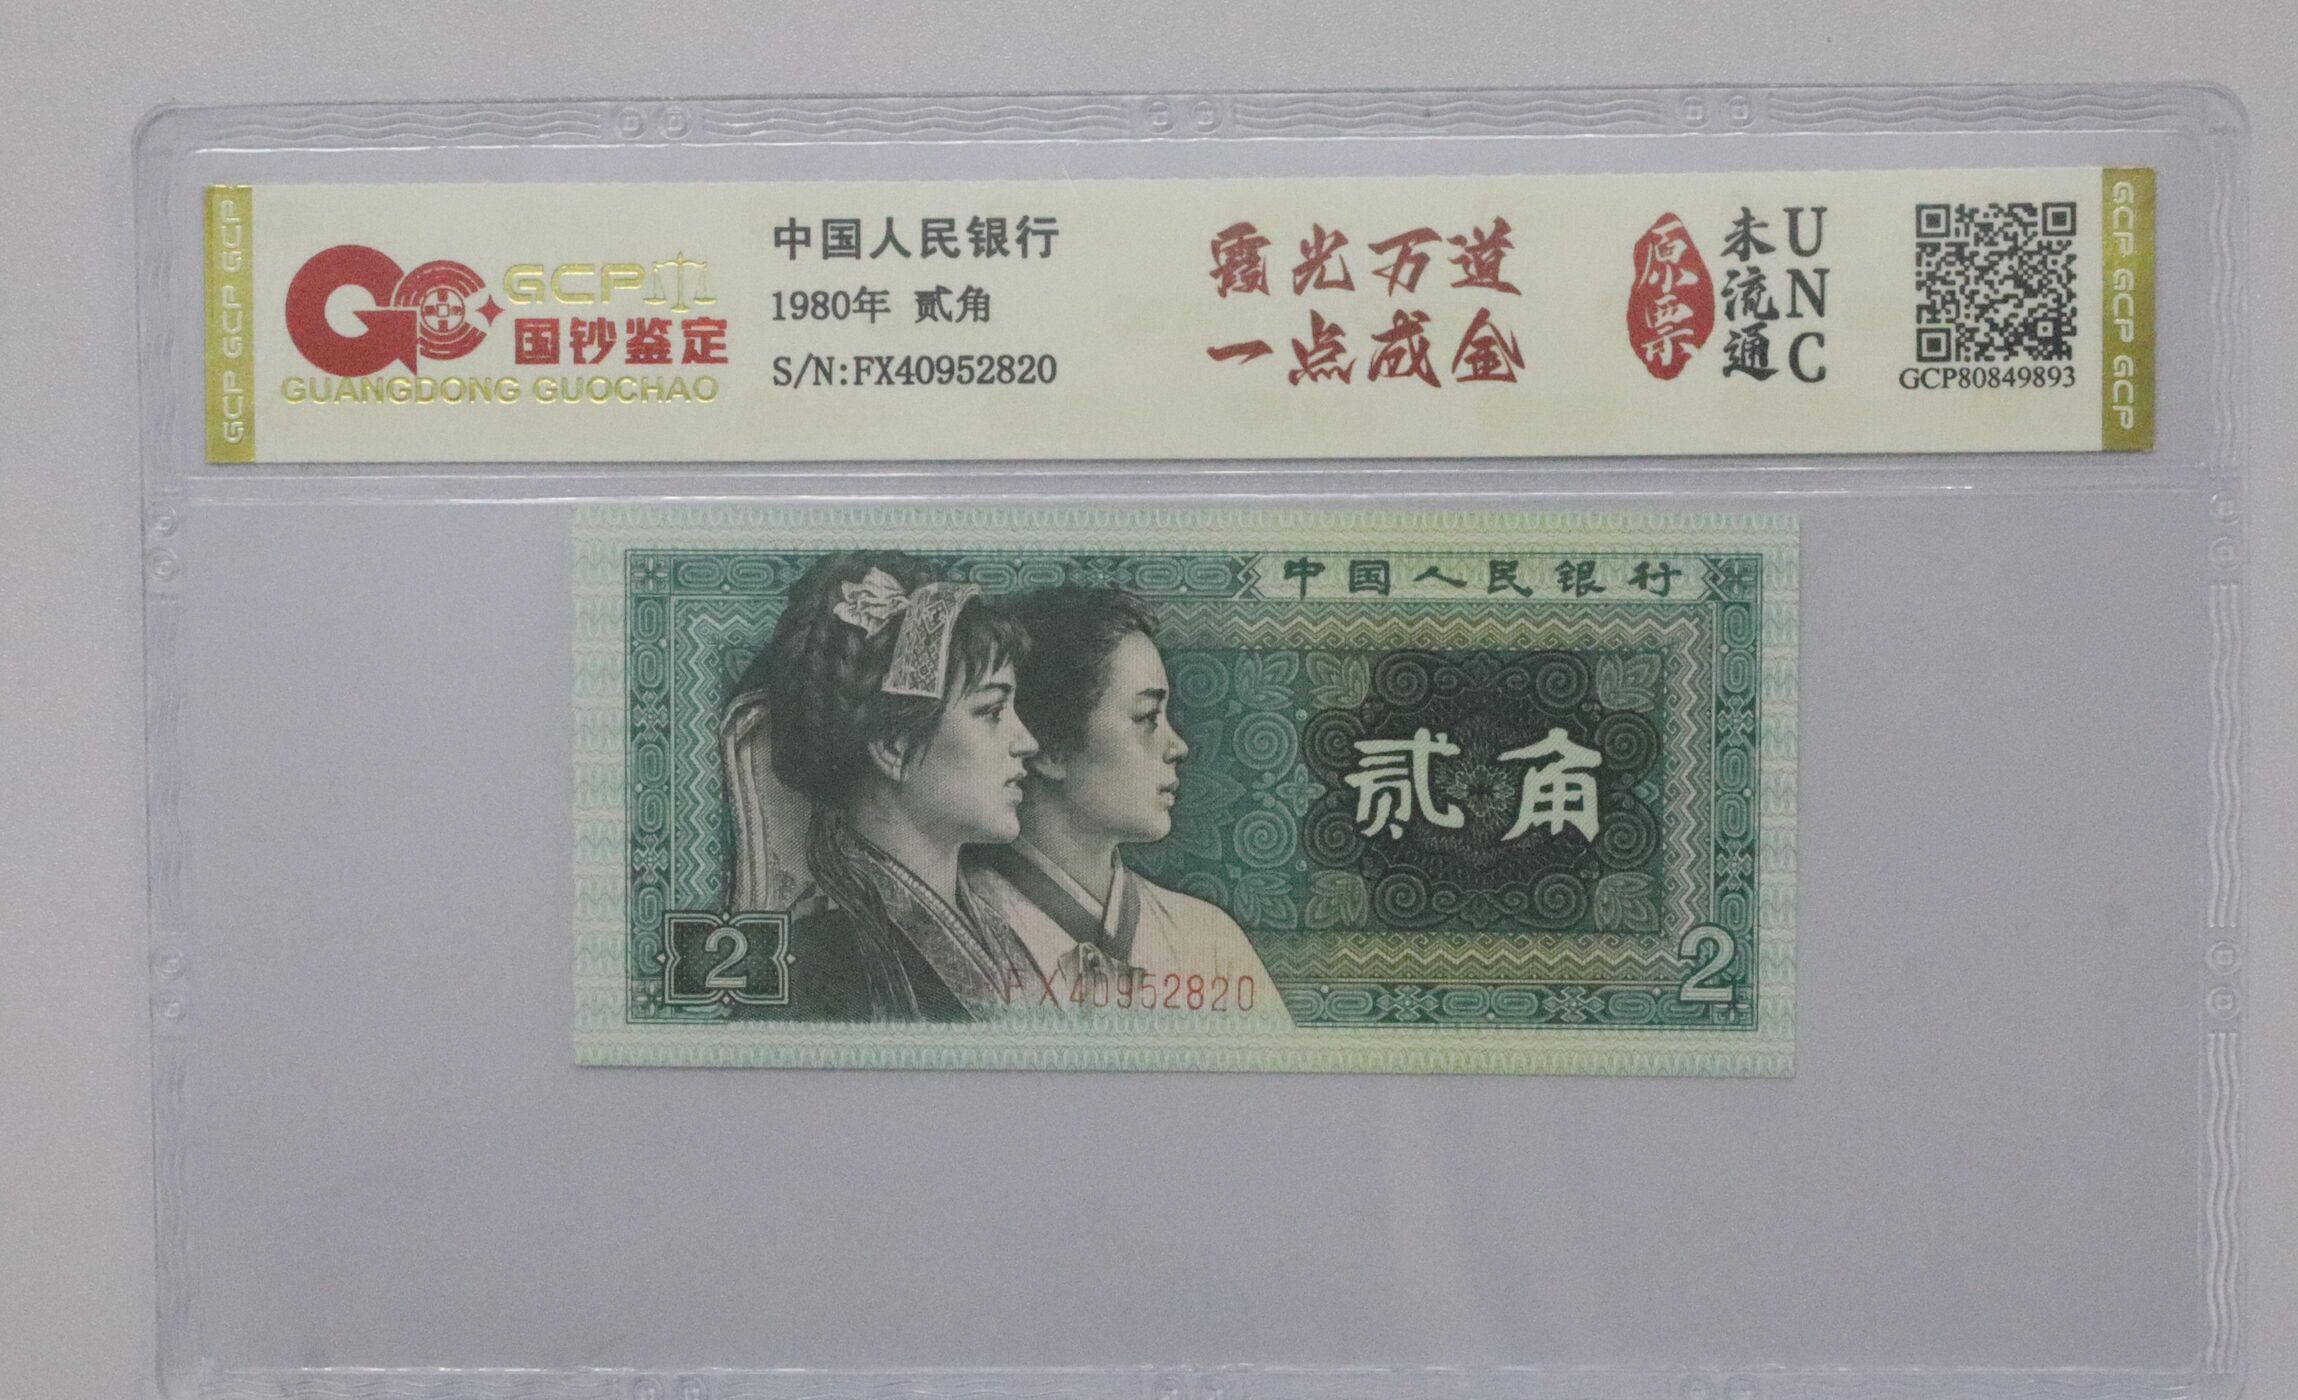 GCP GCP GCP GCP
GCP
国钞鉴定
GUANGDONG GUOCHAO
中国人民银行
1980年 贰角
S/N:FX40952820
霞光万道
一点成金
原票
未流通
UNC
GCP80849893
GCP GCP GCP GCP
中国人民银行
贰角
2
FX40952820
2